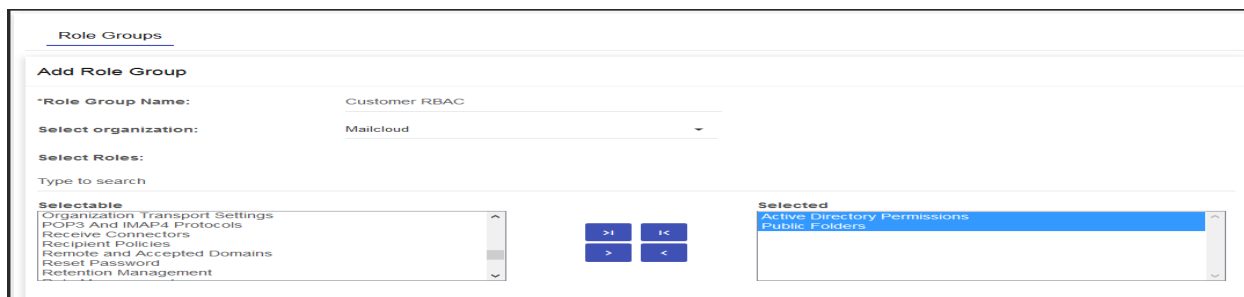 Role Groups
Add Role Group
*Role Group Name: Customer RBAC
Select organization: Mailcloud
Select Roles:
Type to search
Selectable
Organization Transport Settings
POP3 And IMAP4 Protocols
Receive Connectors
Recipient Policies
Remote and Accepted Domains
Reset Password
Retention Management
>I I<
> <
Selected
Active Directory Permissions
Public Folders